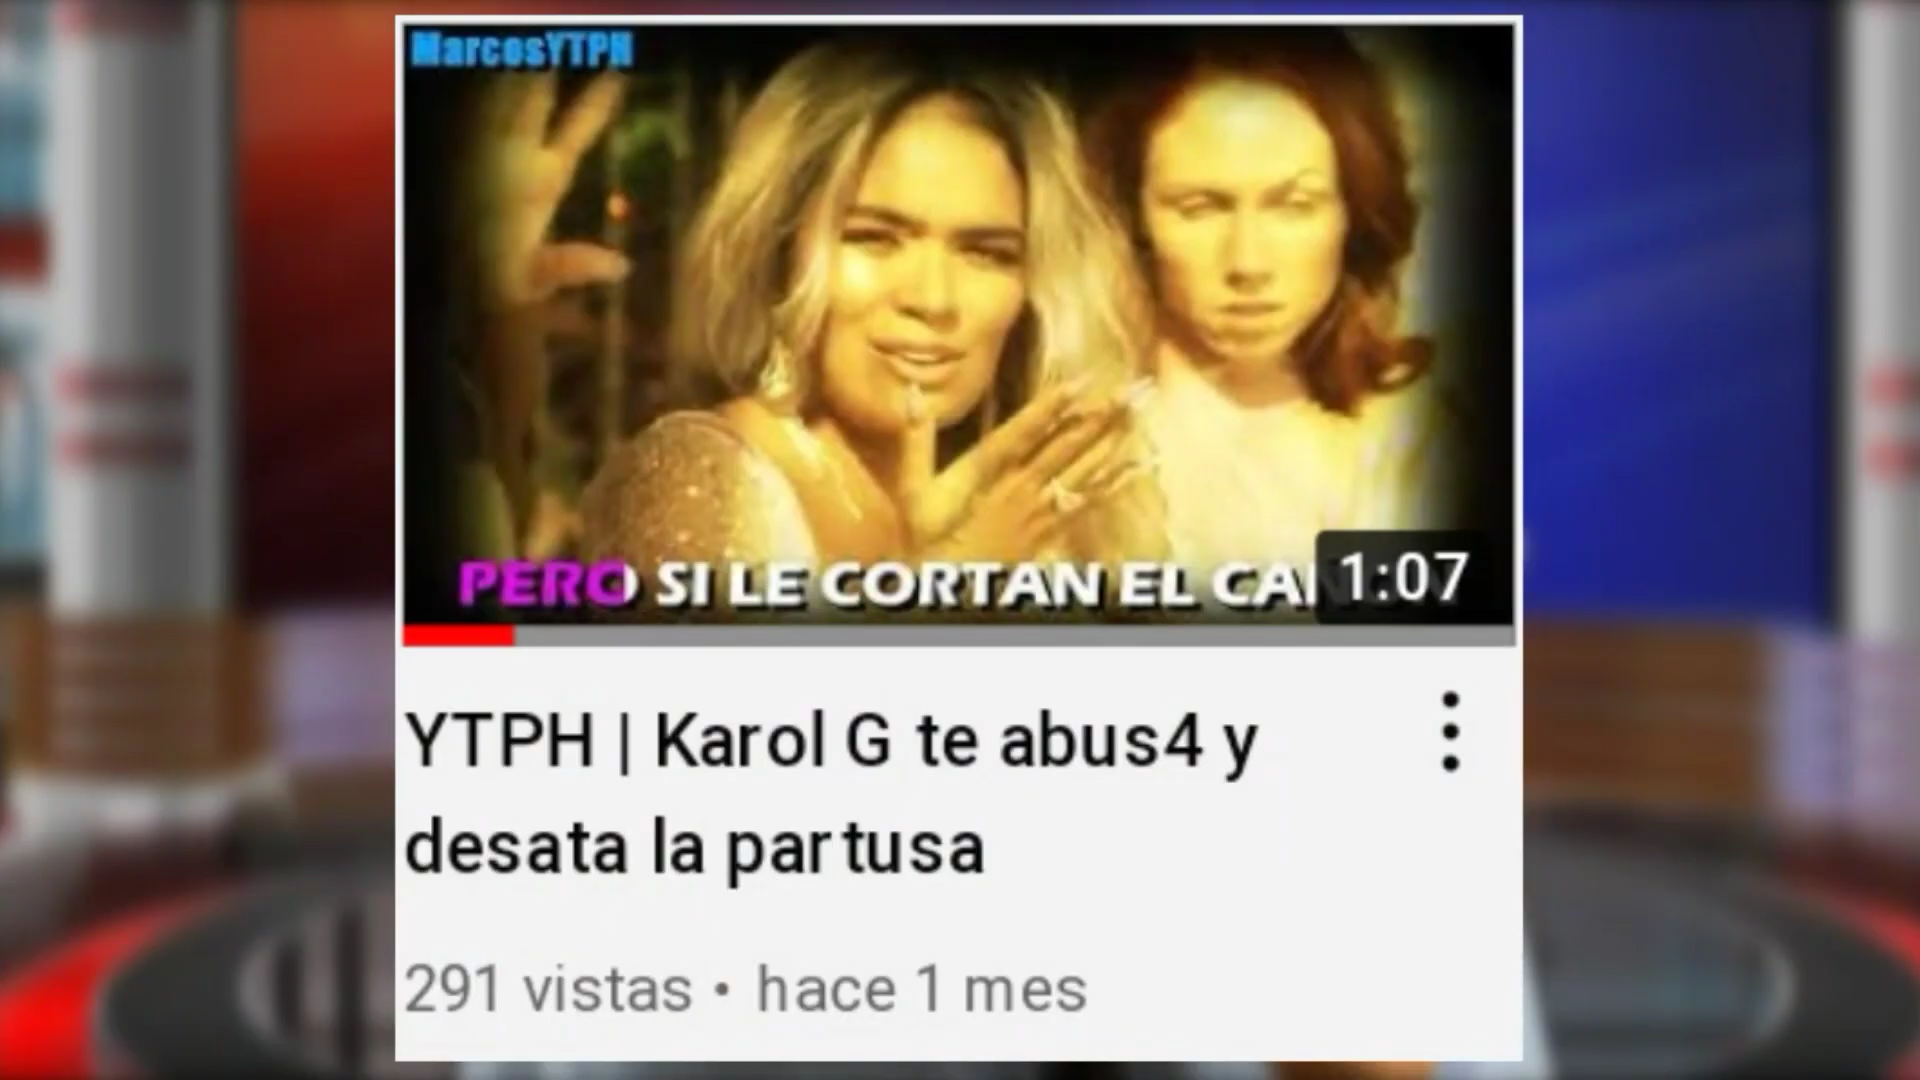 MarcosYTPH
PERO SI LE CORTAN EL
1:07
YTPH | Karol G te abus4 y
desata la partusa
291 vistas • hace 1 mes